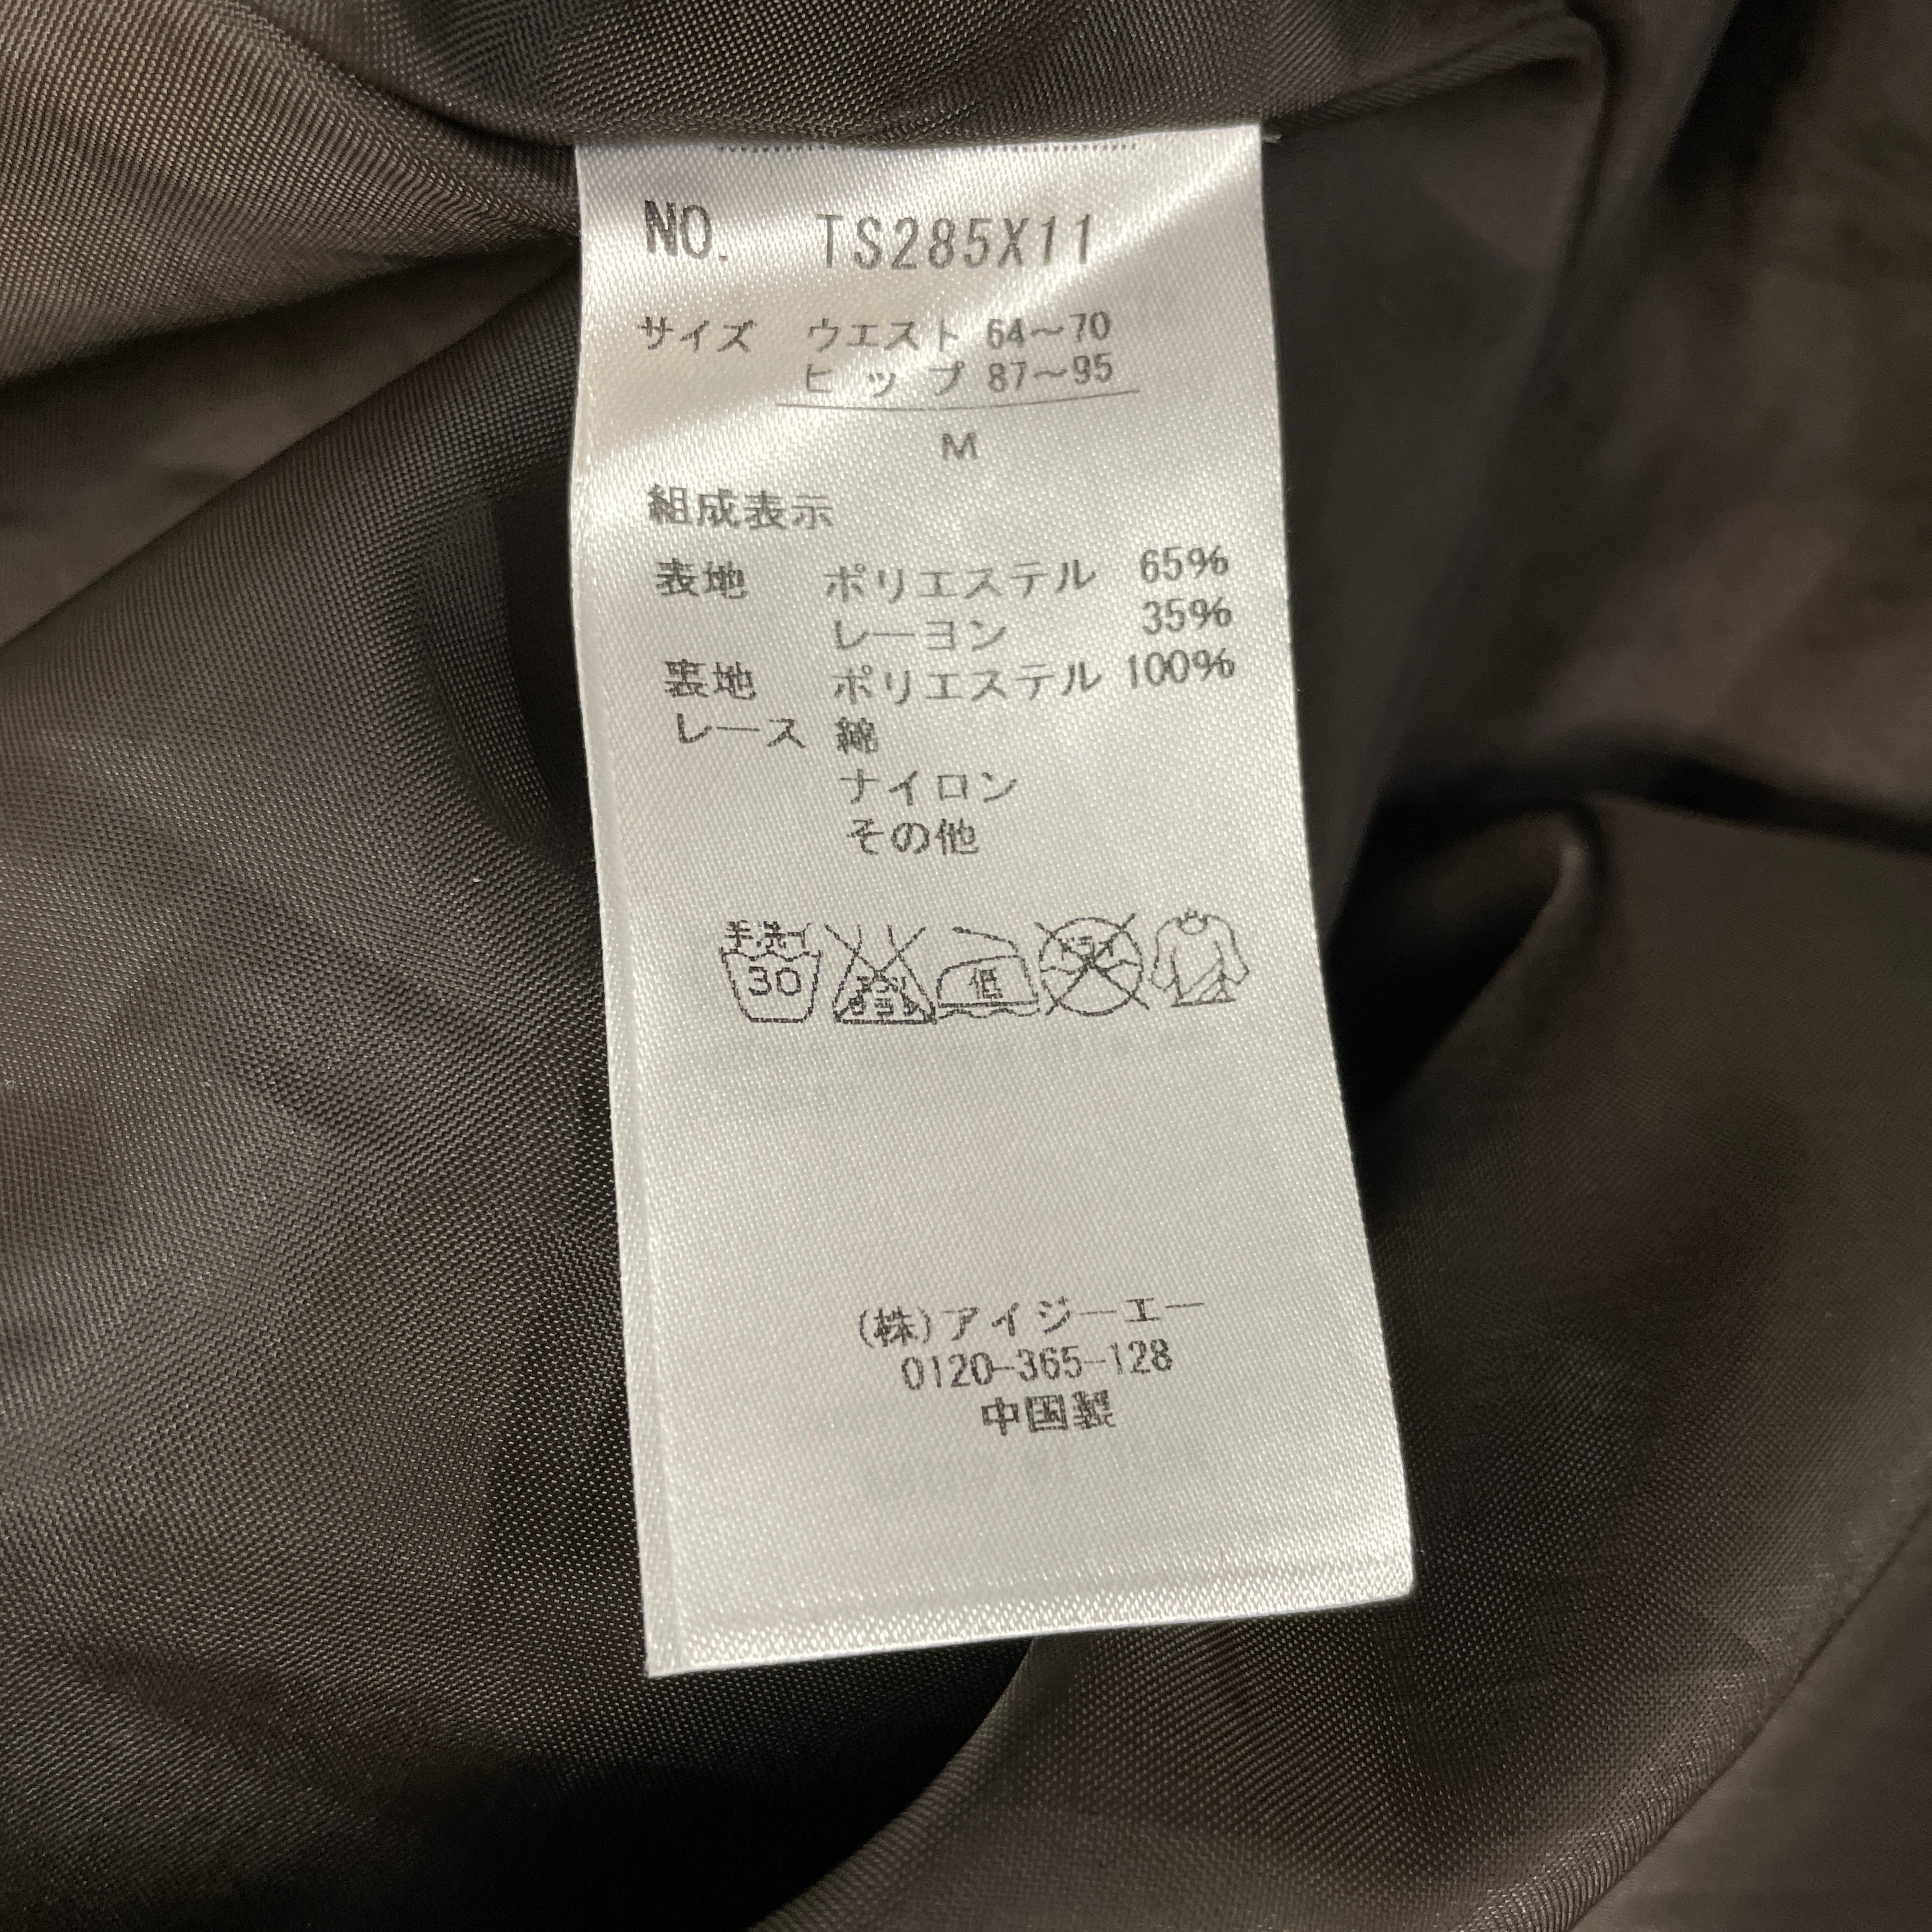 NO. TS285X11
サイズ ウエスト 64～70
ヒップ 87～95
M
組成表示
表地 ポリエステル 65%
レーヨン 35%
裏地 ポリエステル 100%
レース 綿
ナイロン
その他
手洗イ 30 低
(株)アイジーエー
0120-365-128
中国製